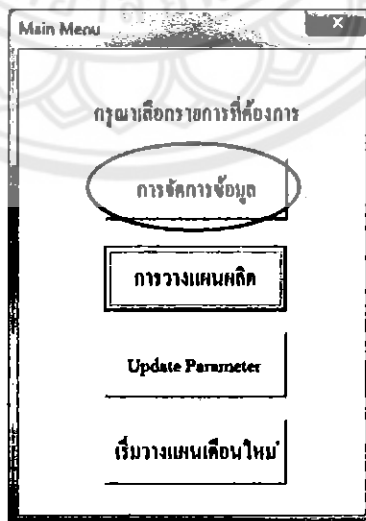 Main Menu
กรุณาเลือกรายการที่ต้องการ
การจัดการข้อมูล
การวางแผนผลิต
Update Parameter
เริ่มวางแผนเดือนใหม่